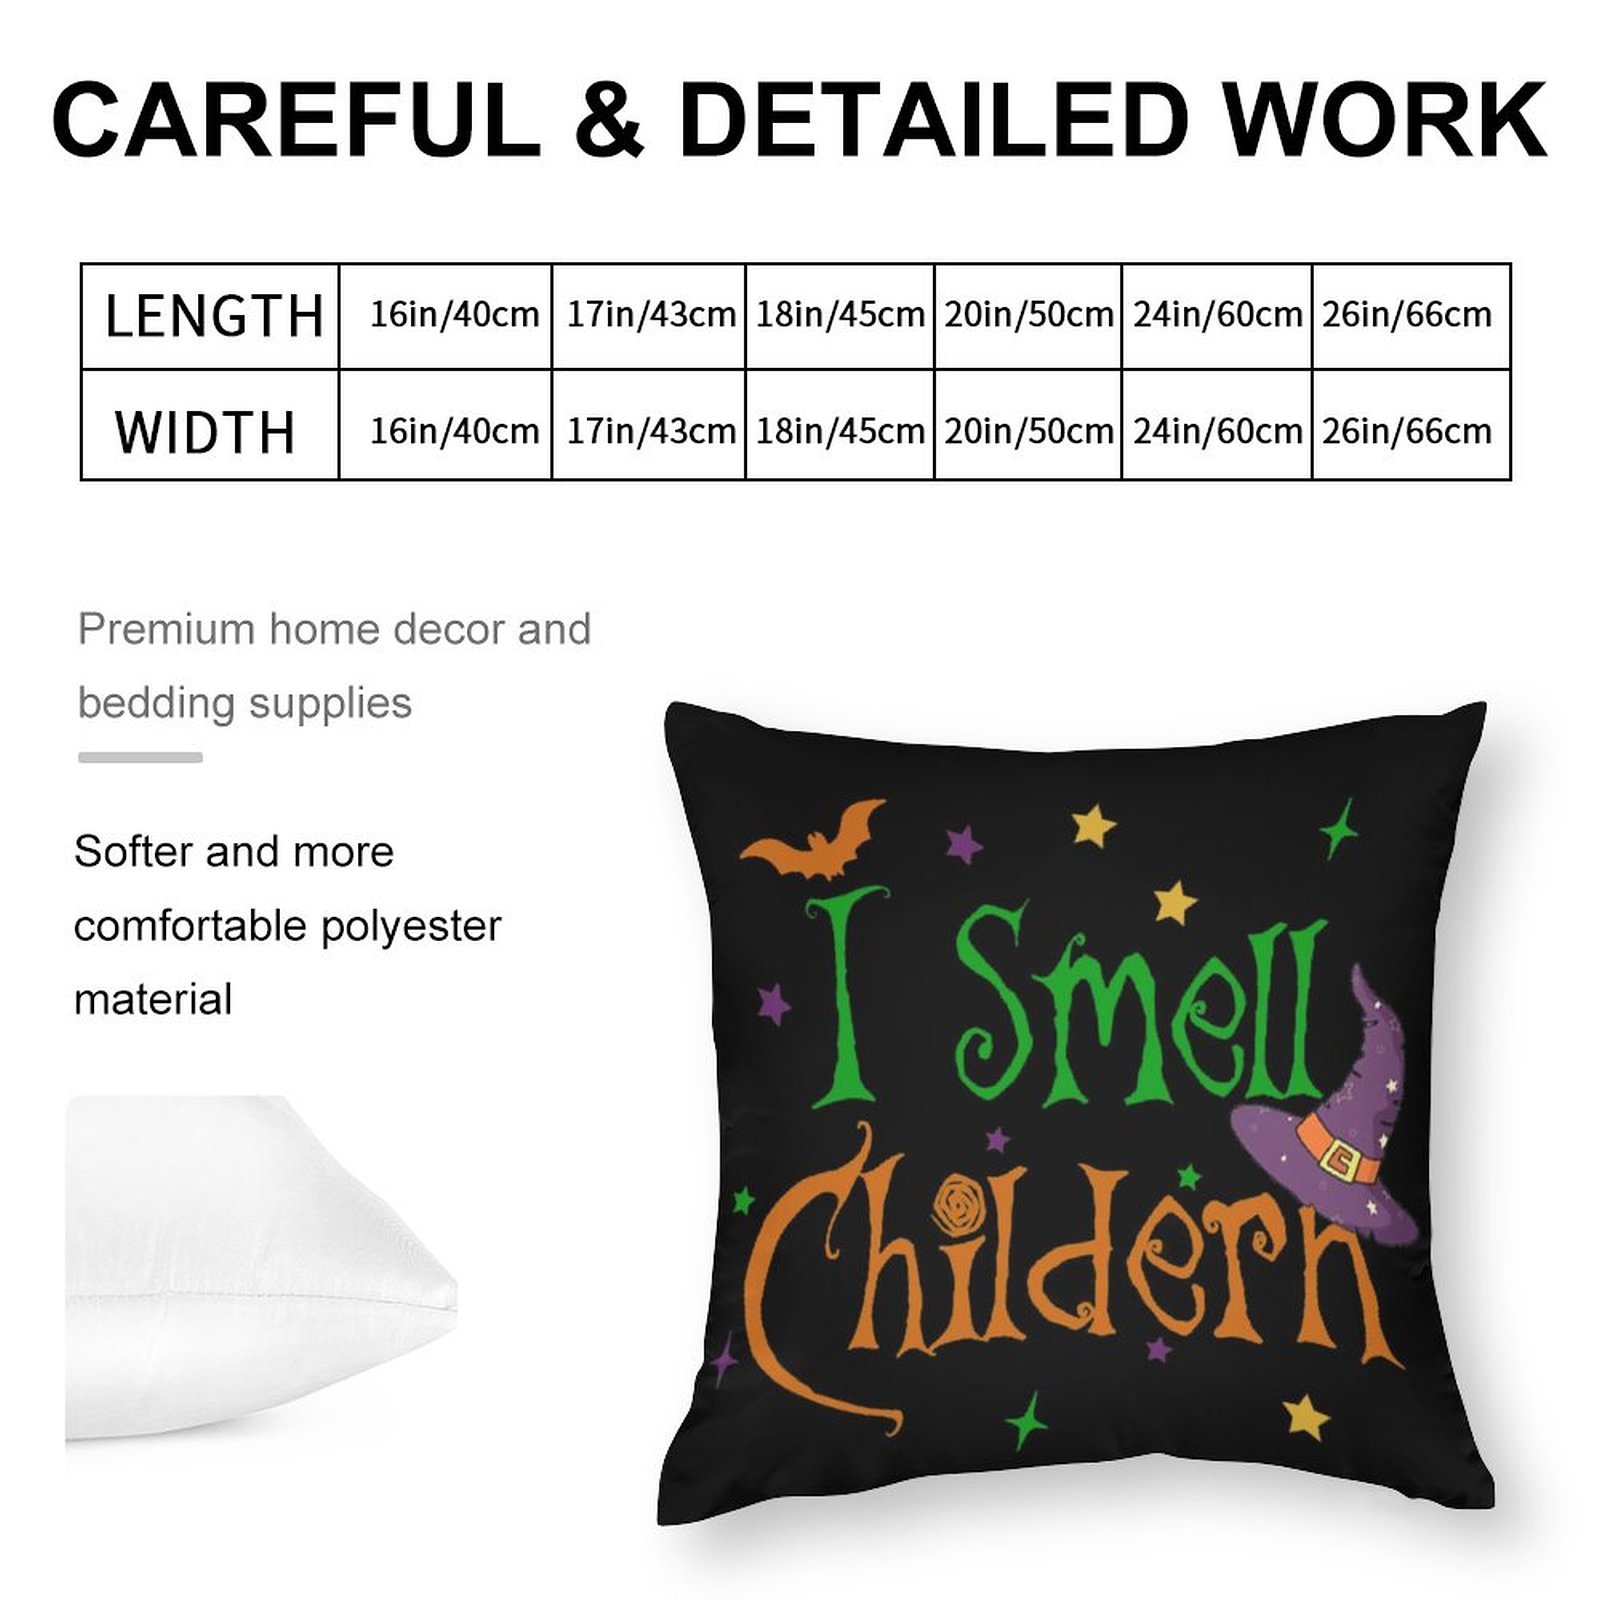 CAREFUL & DETAILED WORK
LENGTH 16in/40cm 17in/43cm 18in/45cm 20in/50cm 24in/60cm 26in/66cm
WIDTH 16in/40cm 17in/43cm 18in/45cm 20in/50cm 24in/60cm 26in/66cm
Premium home decor and
bedding supplies
Softer and more
comfortable polyester
material
I Smell
Childern